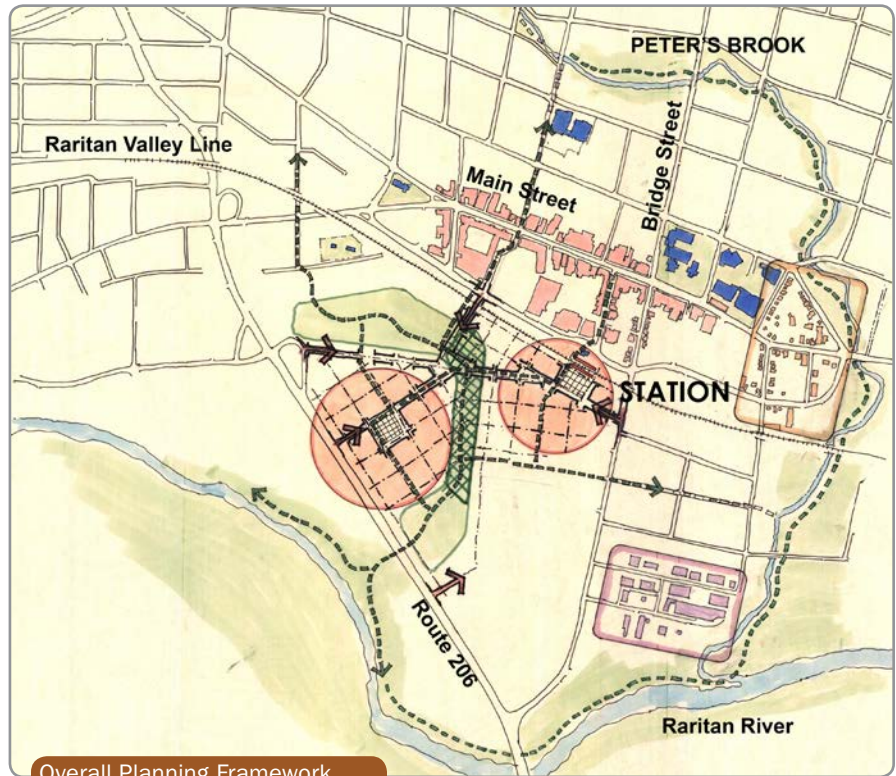 PETER'S BROOK
Raritan Valley Line
Main Street
Bridge Street
STATION
Route 206
Raritan River
Overall Planning Framework